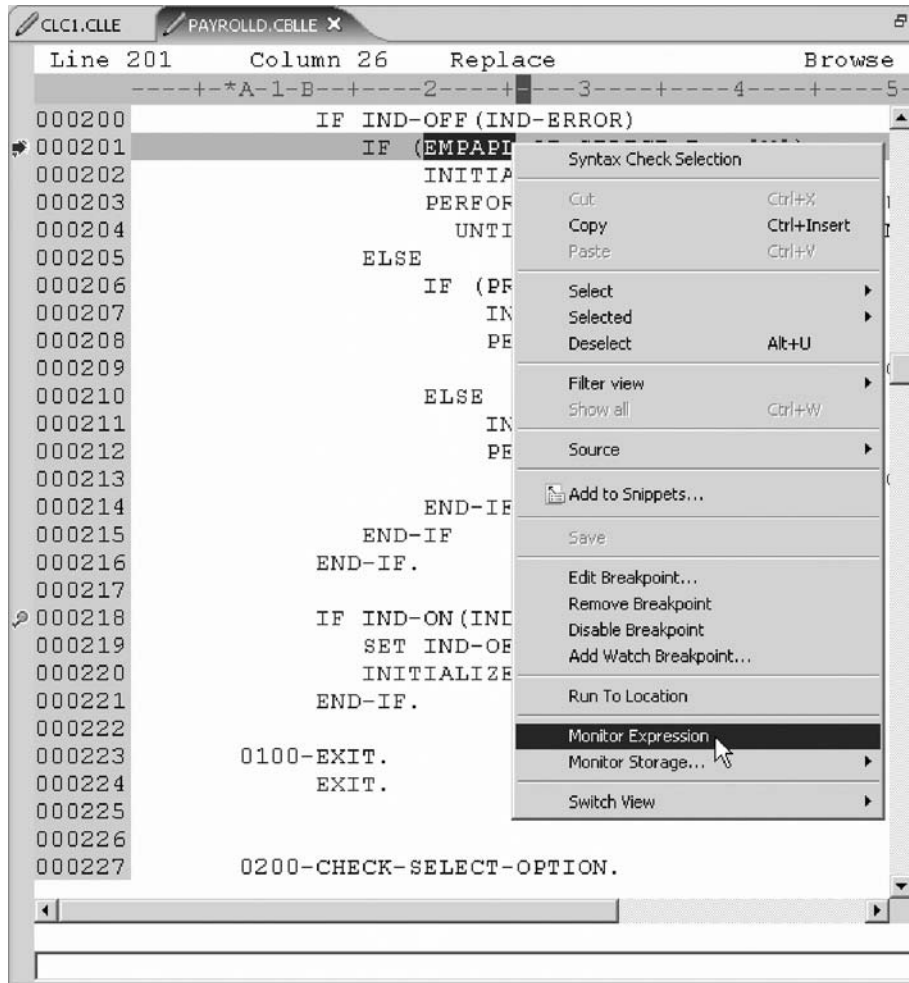 CLC1.CLLE PAYROLLD.CBLLE
Line 201 Column 26 Replace Browse
----+-*A-1-B--+----2----+----3----+----4----+----5-
000200 IF IND-OFF(IND-ERROR)
000201 IF (EMPAPL
000202 INITIA
000203 PERFOR
000204 UNTI
000205 ELSE
000206 IF (PR
000207 IN
000208 PE
000209
000210 ELSE
000211 IN
000212 PE
000213
000214 END-IF
000215 END-IF
000216 END-IF.
000217
000218 IF IND-ON(IND
000219 SET IND-OF
000220 INITIALIZE
000221 END-IF.
000222
000223 0100-EXIT.
000224 EXIT.
000225
000226
000227 0200-CHECK-SELECT-OPTION.
Syntax Check Selection
Cut Ctrl+X
Copy Ctrl+Insert
Paste Ctrl+V
Select
Selected
Deselect Alt+U
Filter view
Show all Ctrl+W
Source
Add to Snippets...
Save
Edit Breakpoint...
Remove Breakpoint
Disable Breakpoint
Add Watch Breakpoint...
Run To Location
Monitor Expression
Monitor Storage...
Switch View